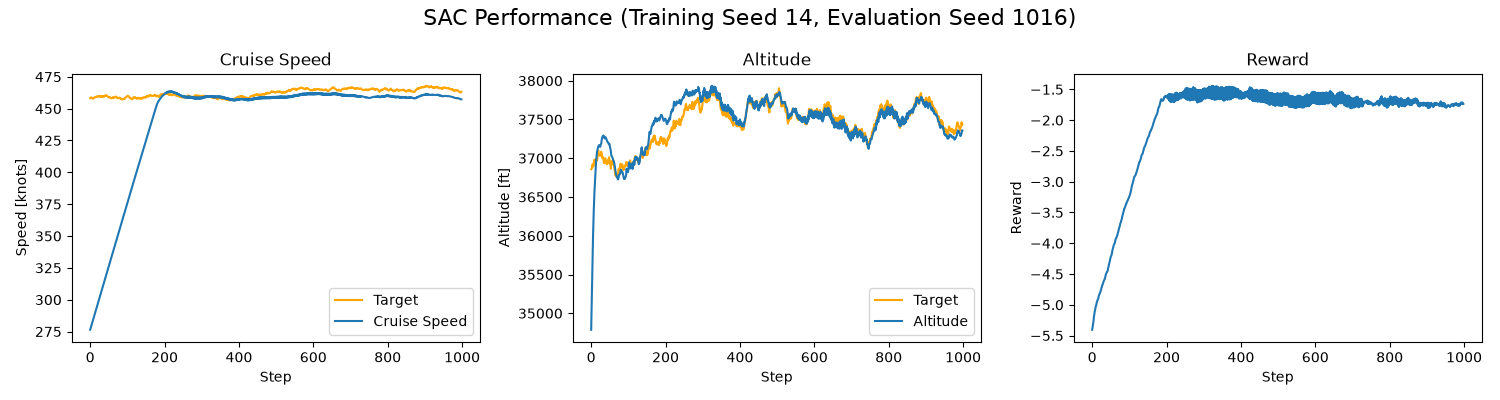 SAC Performance (Training Seed 14, Evaluation Seed 1016)
Cruise Speed
Speed [knots]
475
450
425
400
375
350
325
300
275
0 200 400 600 800 1000
Step
Target
Cruise Speed
Altitude
Altitude [ft]
38000
37500
37000
36500
36000
35500
35000
0 200 400 600 800 1000
Step
Target
Altitude
Reward
Reward
−1.5
−2.0
−2.5
−3.0
−3.5
−4.0
−4.5
−5.0
−5.5
0 200 400 600 800 1000
Step